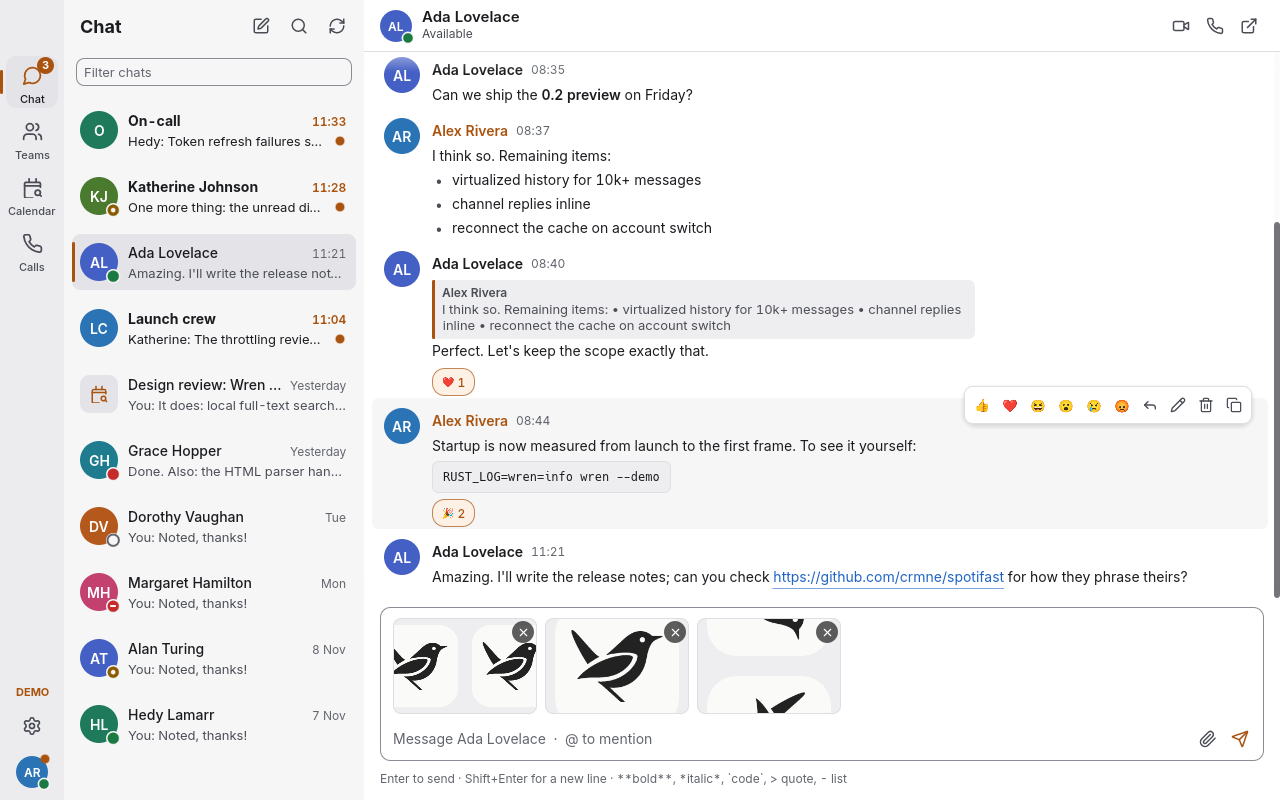 3
Chat
Teams
Calendar
Calls
DEMO
AR
Chat
Filter chats
O
On-call
11:33
Hedy: Token refresh failures s...
KJ
Katherine Johnson
11:28
One more thing: the unread di...
AL
Ada Lovelace
11:21
Amazing. I'll write the release not...
LC
Launch crew
11:04
Katherine: The throttling revie...
Design review: Wren ...
Yesterday
You: It does: local full-text search...
GH
Grace Hopper
Yesterday
Done. Also: the HTML parser han...
DV
Dorothy Vaughan
Tue
You: Noted, thanks!
MH
Margaret Hamilton
Mon
You: Noted, thanks!
AT
Alan Turing
8 Nov
You: Noted, thanks!
HL
Hedy Lamarr
7 Nov
You: Noted, thanks!
AL
Ada Lovelace
Available
AL
Ada Lovelace 08:35
Can we ship the 0.2 preview on Friday?
AR
Alex Rivera 08:37
I think so. Remaining items:
• virtualized history for 10k+ messages
• channel replies inline
• reconnect the cache on account switch
AL
Ada Lovelace 08:40
Alex Rivera
I think so. Remaining items: • virtualized history for 10k+ messages • channel replies
inline • reconnect the cache on account switch
Perfect. Let's keep the scope exactly that.
❤️ 1
AR
Alex Rivera 08:44
👍 ❤️ 😆 😮 😢 😡
Startup is now measured from launch to the first frame. To see it yourself:
RUST_LOG=wren=info wren --demo
🎉 2
AL
Ada Lovelace 11:21
Amazing. I'll write the release notes; can you check https://github.com/crmne/spotifast for how they phrase theirs?
Message Ada Lovelace · @ to mention
Enter to send · Shift+Enter for a new line · **bold**, *italic*, `code`, > quote, - list